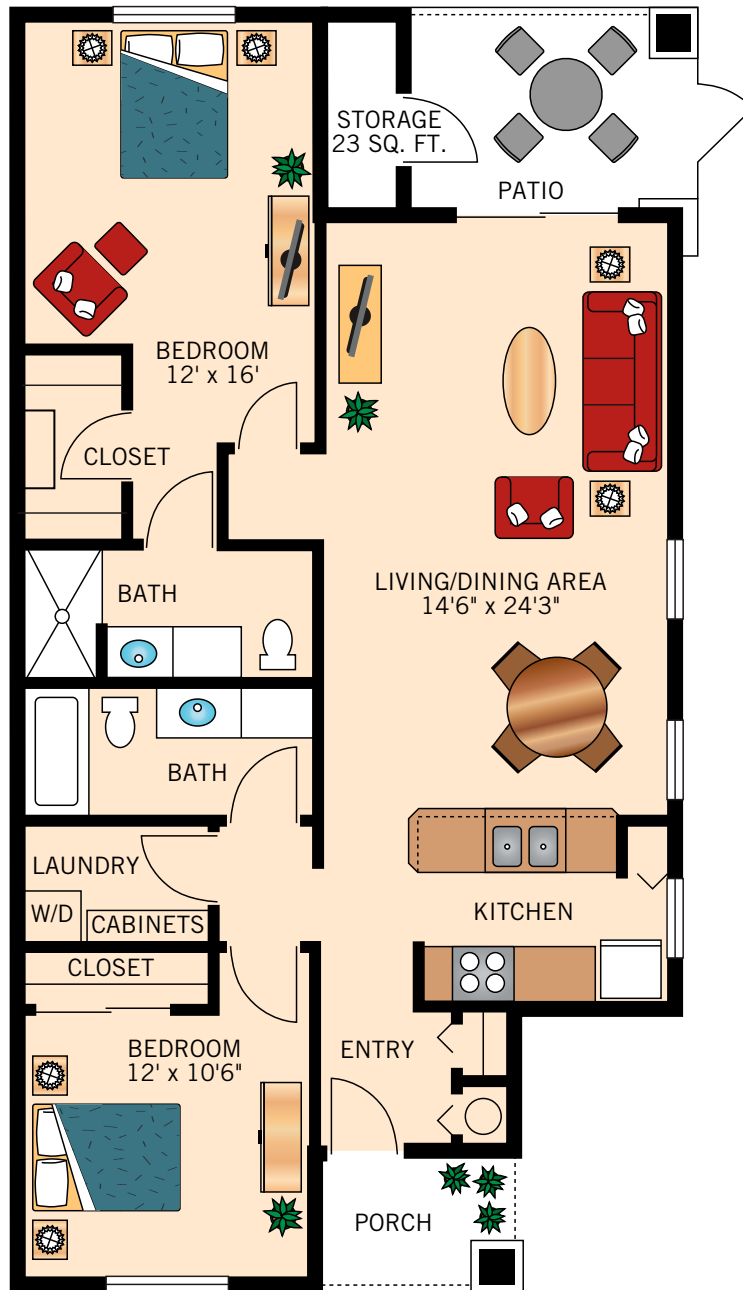 STORAGE
23 SQ. FT.
PATIO
BEDROOM
12' x 16'
CLOSET
BATH
LIVING/DINING AREA
14'6" x 24'3"
BATH
LAUNDRY
W/D
CABINETS
KITCHEN
CLOSET
BEDROOM
12' x 10'6"
ENTRY
PORCH